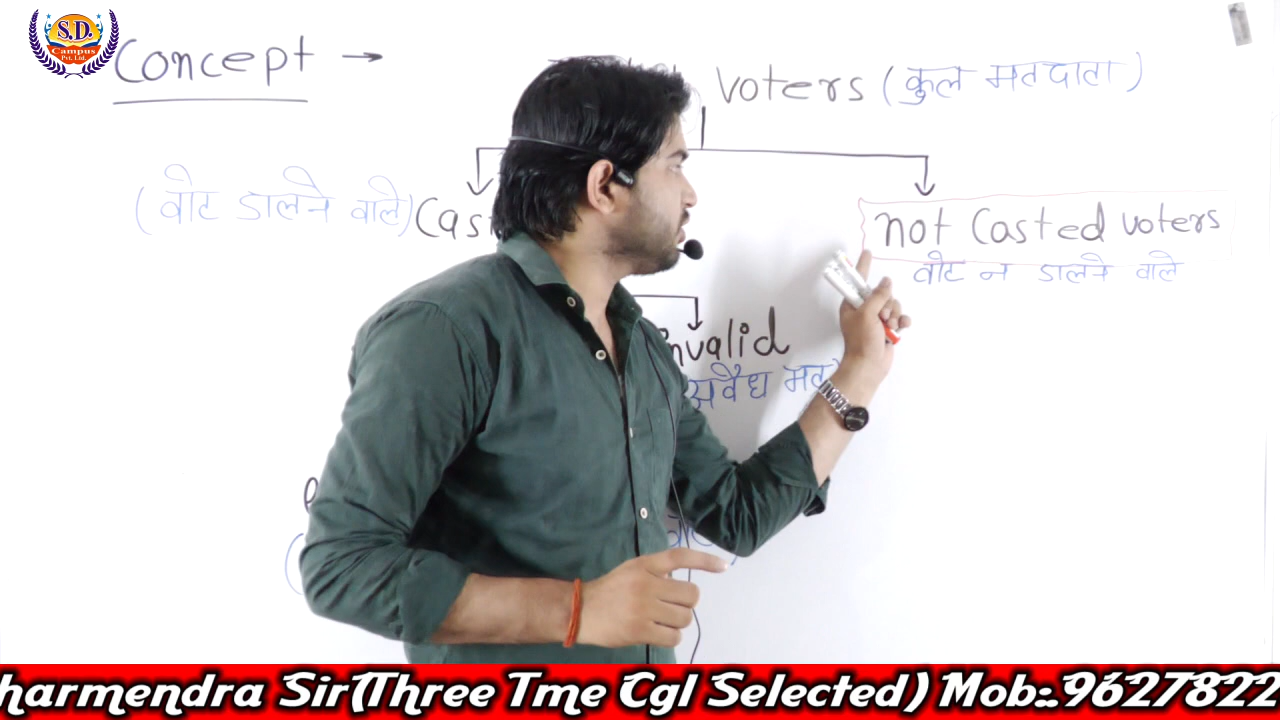 S.D.
Campus
Pvt. Ltd.
Concept → voters (कुल मतदाता)
(वोट डालने वाले) Cas
not Casted voters
वोट न डालने वाले
invalid
अवैध मत
harmendra Sir(Three Tme Cgl Selected) Mob:.9627822